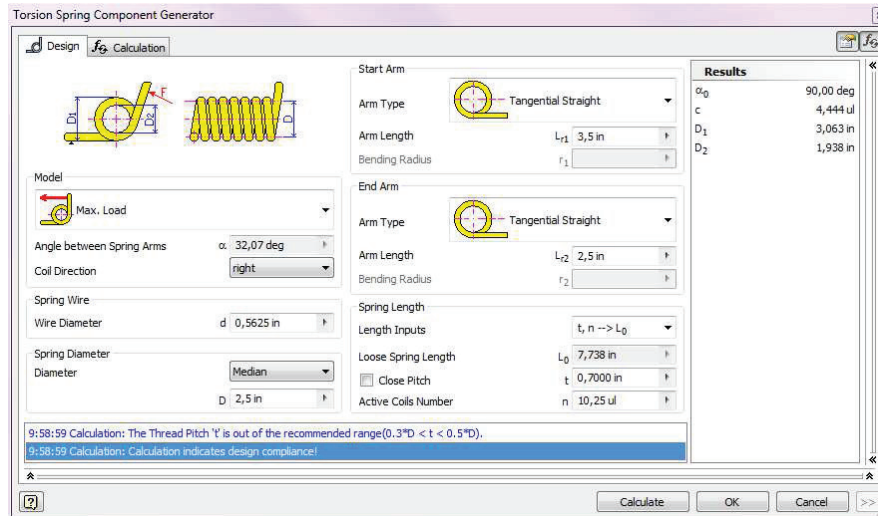 Torsion Spring Component Generator
Design
fG Calculation
D1
D2
F
D
Model
Max. Load
Angle between Spring Arms α 32,07 deg
Coil Direction right
Spring Wire
Wire Diameter d 0,5625 in
Spring Diameter
Diameter Median
D 2,5 in
Start Arm
Arm Type Tangential Straight
Arm Length Lr1 3,5 in
Bending Radius r1
End Arm
Arm Type Tangential Straight
Arm Length Lr2 2,5 in
Bending Radius r2
Spring Length
Length Inputs t, n --> L0
Loose Spring Length L0 7,738 in
Close Pitch t 0,7000 in
Active Coils Number n 10,25 ul
Results
α0 90,00 deg
c 4,444 ul
D1 3,063 in
D2 1,938 in
9:58:59 Calculation: The Thread Pitch 't' is out of the recommended range(0.3*D < t < 0.5*D).
9:58:59 Calculation: Calculation indicates design compliance!
?
Calculate
OK
Cancel
>>